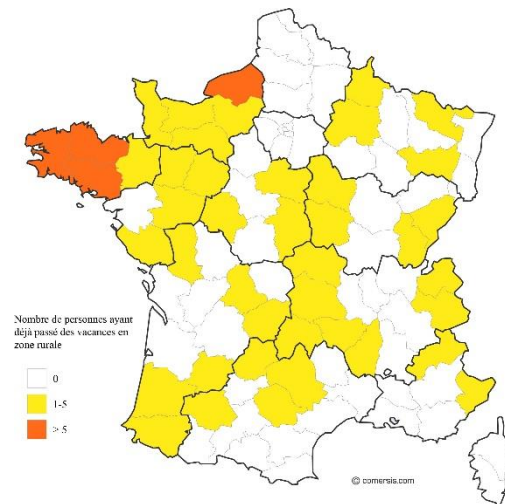 Nombre de personnes ayant
déjà passé des vacances en
zone rurale
0
1-5
> 5
© comersis.com